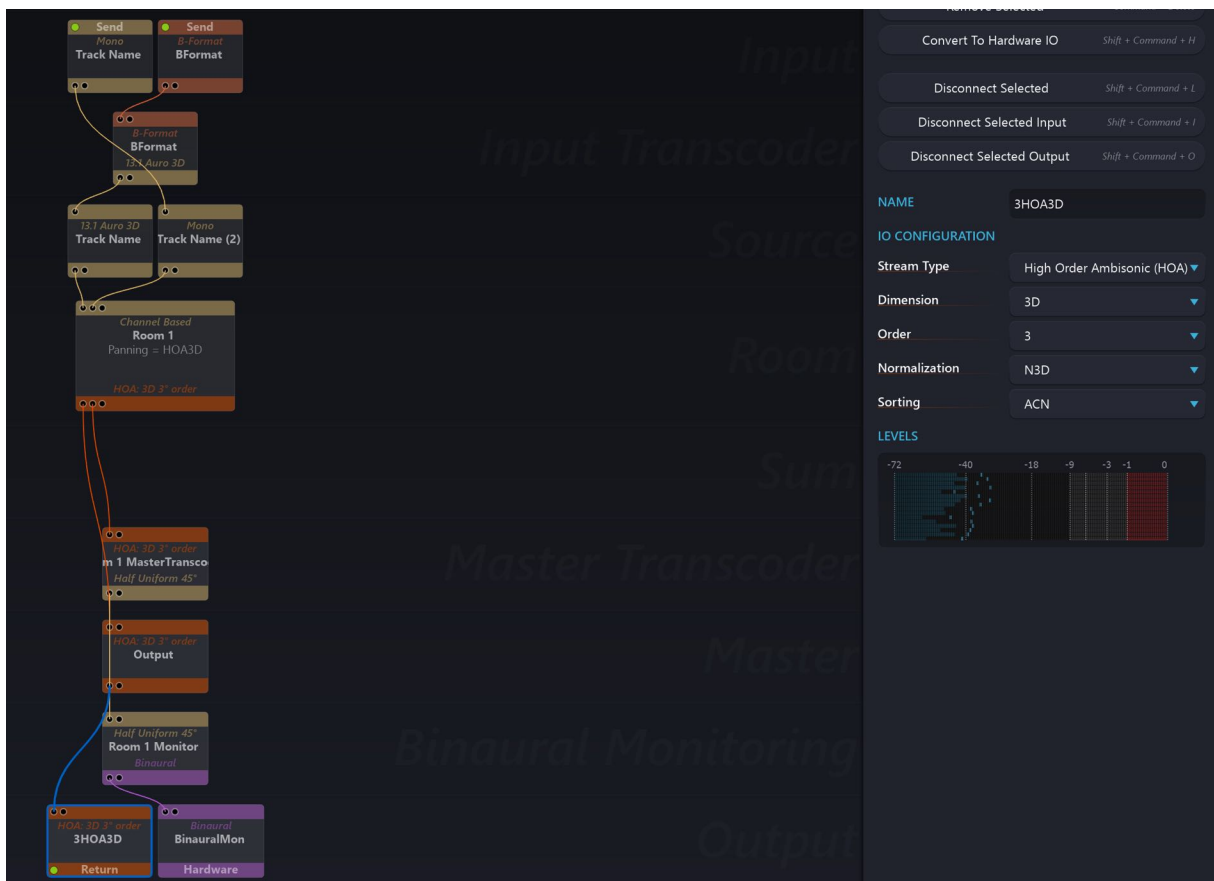 Send
Mono
Track Name
Send
B-Format
BFormat
Input
B-Format
BFormat
13.1 Auro 3D
Input Transcoder
13.1 Auro 3D
Track Name
Mono
Track Name (2)
Source
Channel Based
Room 1
Panning = HOA3D
HOA: 3D 3° order
Room
Sum
HOA: 3D 3° order
m 1 MasterTransco
Half Uniform 45°
Master Transcoder
HOA: 3D 3° order
Output
Master
Half Uniform 45°
Room 1 Monitor
Binaural
Binaural Monitoring
HOA: 3D 3° order
3HOA3D
Return
Binaural
BinauralMon
Hardware
Output
Convert To Hardware IO Shift + Command + H
Disconnect Selected Shift + Command + L
Disconnect Selected Input Shift + Command + I
Disconnect Selected Output Shift + Command + O
NAME 3HOA3D
IO CONFIGURATION
Stream Type High Order Ambisonic (HOA)
Dimension 3D
Order 3
Normalization N3D
Sorting ACN
LEVELS
-72 -40 -18 -9 -3 -1 0